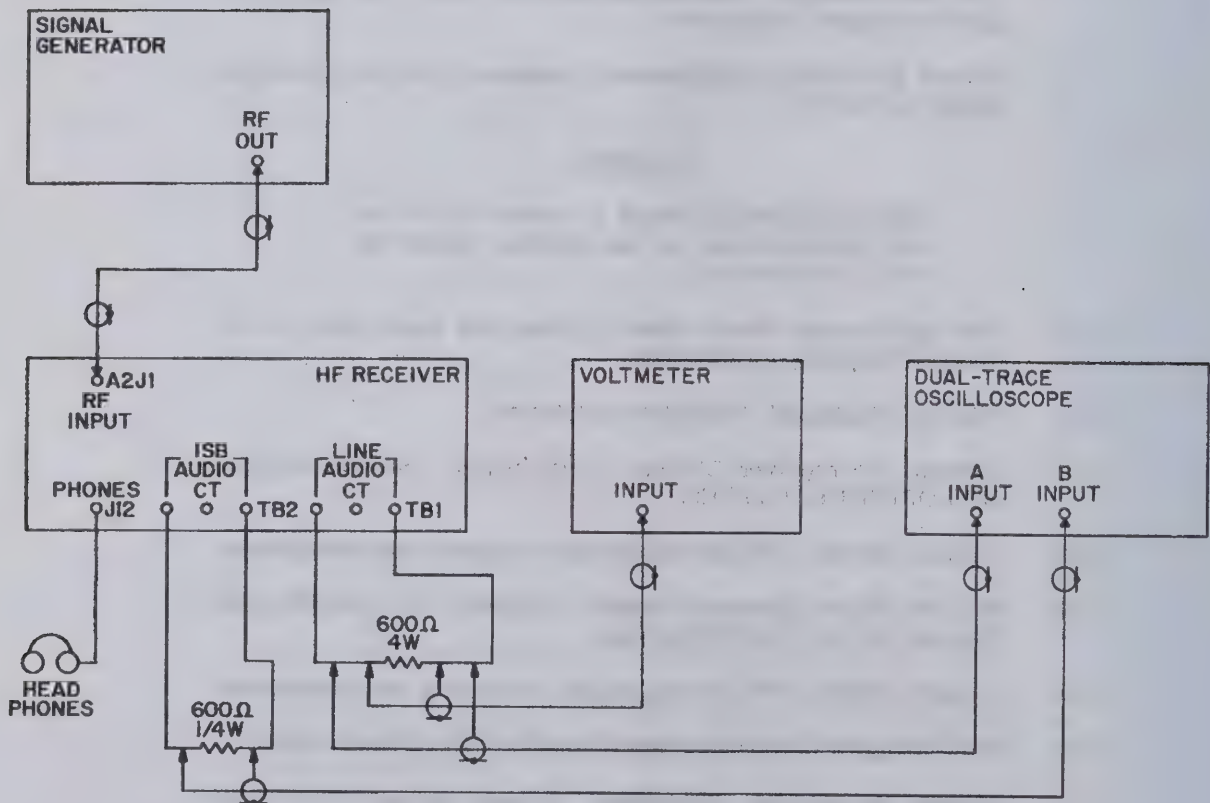 SIGNAL
GENERATOR
RF
OUT
A2J1
RF
INPUT
HF RECEIVER
ISB
AUDIO
CT
LINE
AUDIO
CT
PHONES
J12
TB2
TB1
VOLTMETER
INPUT
DUAL-TRACE
OSCILLOSCOPE
A
INPUT
B
INPUT
600Ω
4W
600Ω
1/4W
HEAD
PHONES